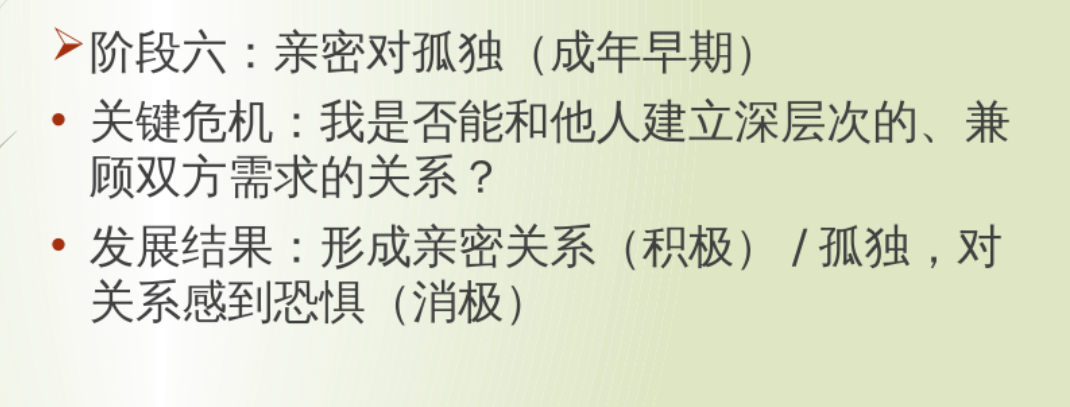 阶段六：亲密对孤独（成年早期）
关键危机：我是否能和他人建立深层次的、兼
顾双方需求的关系？
发展结果：形成亲密关系（积极） / 孤独，对
关系感到恐惧（消极）